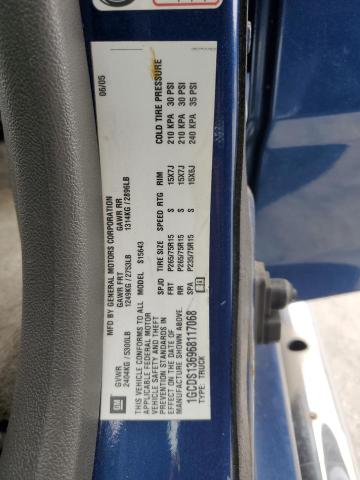 MFD BY GENERAL MOTORS CORPORATION 06/05
GVWR GAWR FRT GAWR RR
2404KG / 5300LB 1249KG / 2753LB 1314KG / 2896LB
THIS VEHICLE CONFORMS TO ALL
APPLICABLE FEDERAL MOTOR
VEHICLE SAFETY AND THEFT
PREVENTION STANDARDS IN
EFFECT ON THE DATE OF
MANUFACTURE SHOWN ABOVE.
1GCDS136968117068
TYPE: TRUCK
MODEL S15643
COLD TIRE PRESSURE
SPJO TIRE SIZE SPEED RTG RIM
FRT P265/75R15 S 15X7J 210 KPA 30 PSI
RR P265/75R15 S 15X7J 210 KPA 30 PSI
SPA P235/75R15 S 15X6J 240 KPA 35 PSI
GM